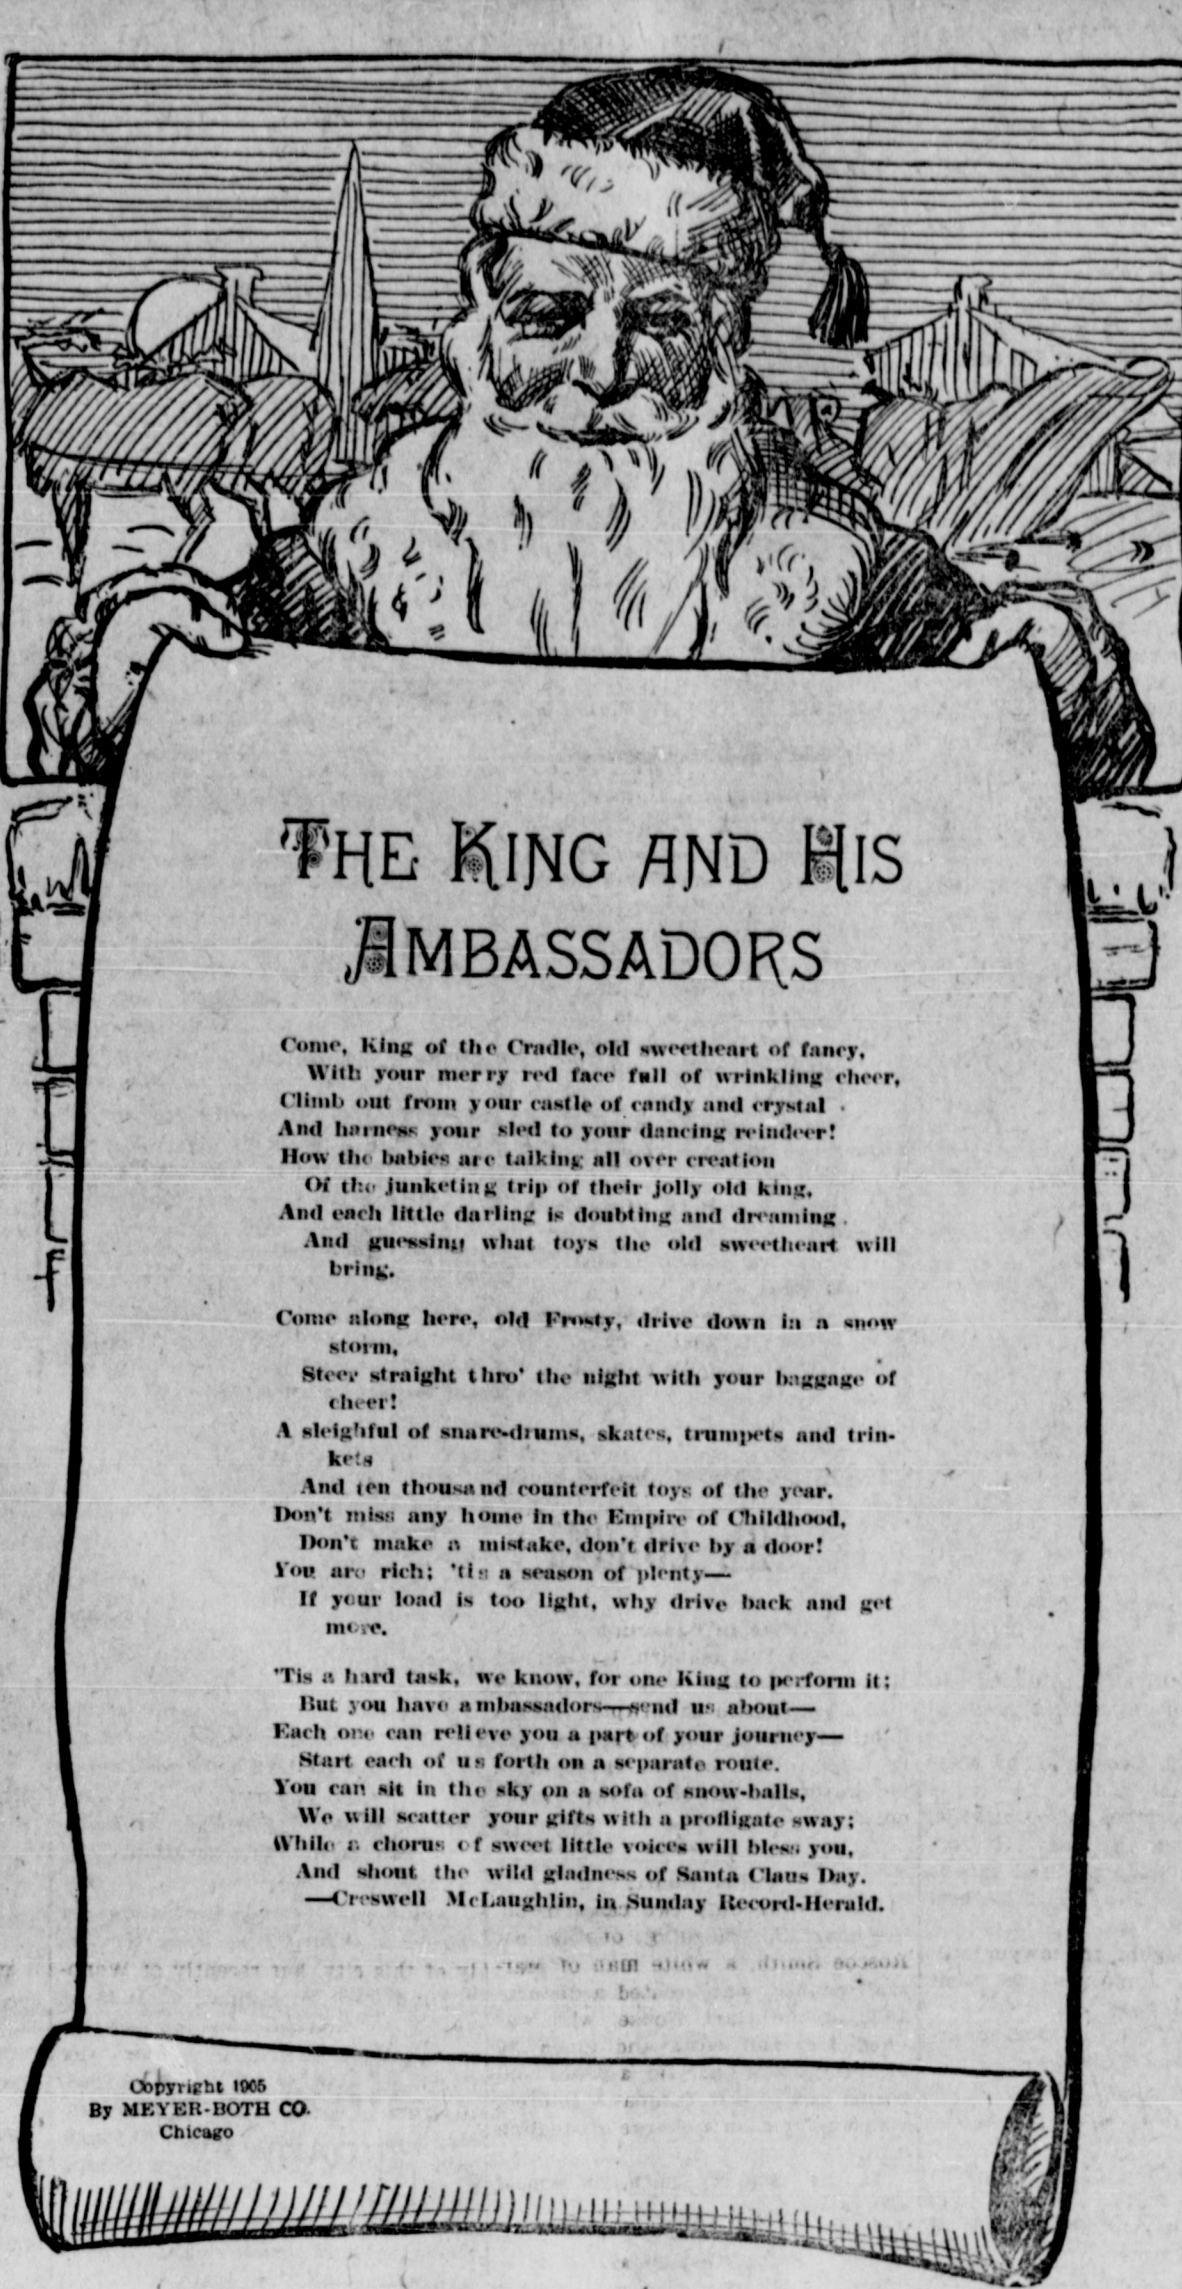 THE KING AND HIS
AMBASSADORS
Come, King of the Cradle, old sweetheart of fancy,
With your merry red face full of wrinkling cheer,
Climb out from your castle of candy and crystal
And harness your sled to your dancing reindeer!
How the babies are talking all over creation
Of the junketing trip of their jolly old king,
And each little darling is doubting and dreaming
And guessing what toys the old sweetheart will
bring.
Come along here, old Frosty, drive down in a snow
storm,
Steer straight thro' the night with your baggage of
cheer!
A sleighful of snare-drums, skates, trumpets and trin-
kets
And ten thousand counterfeit toys of the year.
Don't miss any home in the Empire of Childhood,
Don't make a mistake, don't drive by a door!
You are rich; 'tis a season of plenty—
If your load is too light, why drive back and get
more.
'Tis a hard task, we know, for one King to perform it;
But you have ambassadors—send us about—
Each one can relieve you a part of your journey—
Start each of us forth on a separate route.
You can sit in the sky on a sofa of snow-balls,
We will scatter your gifts with a profligate sway;
While a chorus of sweet little voices will bless you,
And shout the wild gladness of Santa Claus Day.
—Creswell McLaughlin, in Sunday Record-Herald.
Copyright 1905
By MEYER-BOTH CO.
Chicago